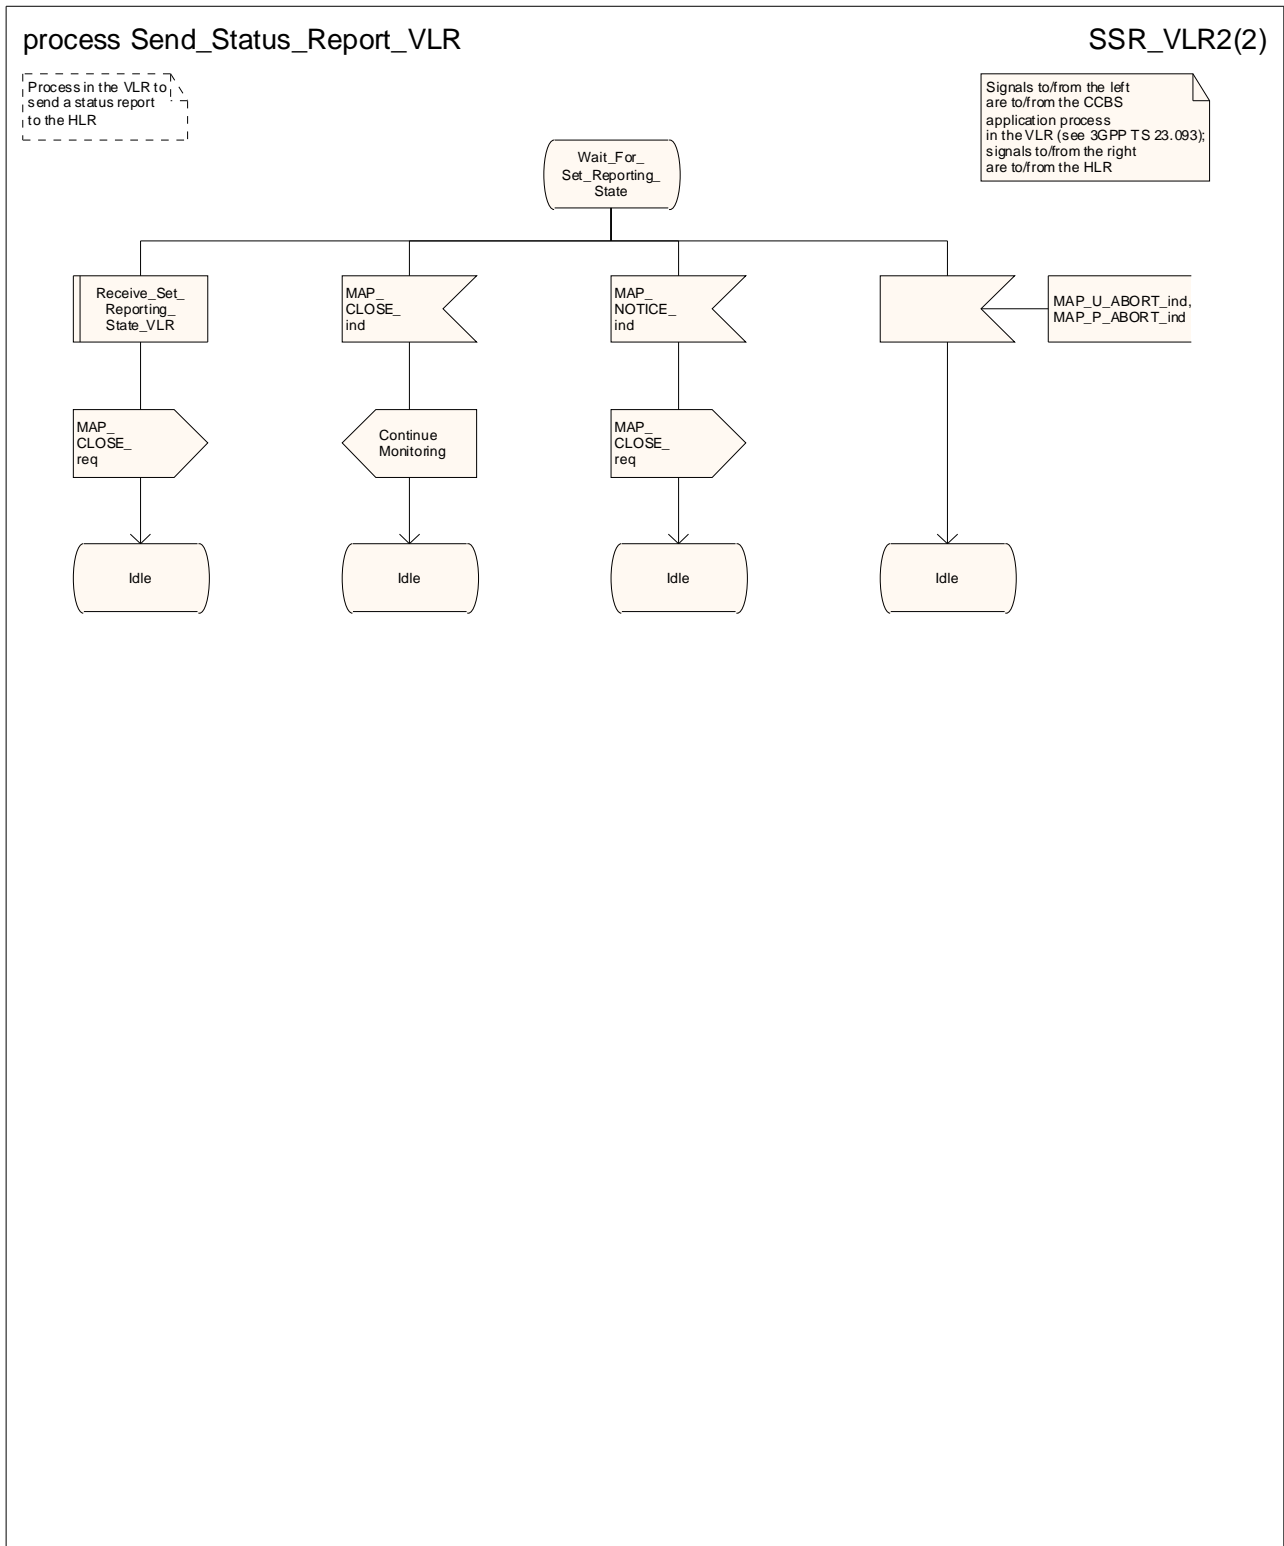 process Send_Status_Report_VLR
SSR_VLR2(2)
Process in the VLR to
send a status report
to the HLR
Signals to/from the left
are to/from the CCBS
application process
in the VLR (see 3GPP TS 23.093);
signals to/from the right
are to/from the HLR
Wait_For_
Set_Reporting_
State
Receive_Set_
Reporting_
State_VLR
MAP_
CLOSE_
ind
MAP_
NOTICE_
ind
MAP_U_ABORT_ind,
MAP_P_ABORT_ind
MAP_
CLOSE_
req
Continue
Monitoring
MAP_
CLOSE_
req
Idle
Idle
Idle
Idle